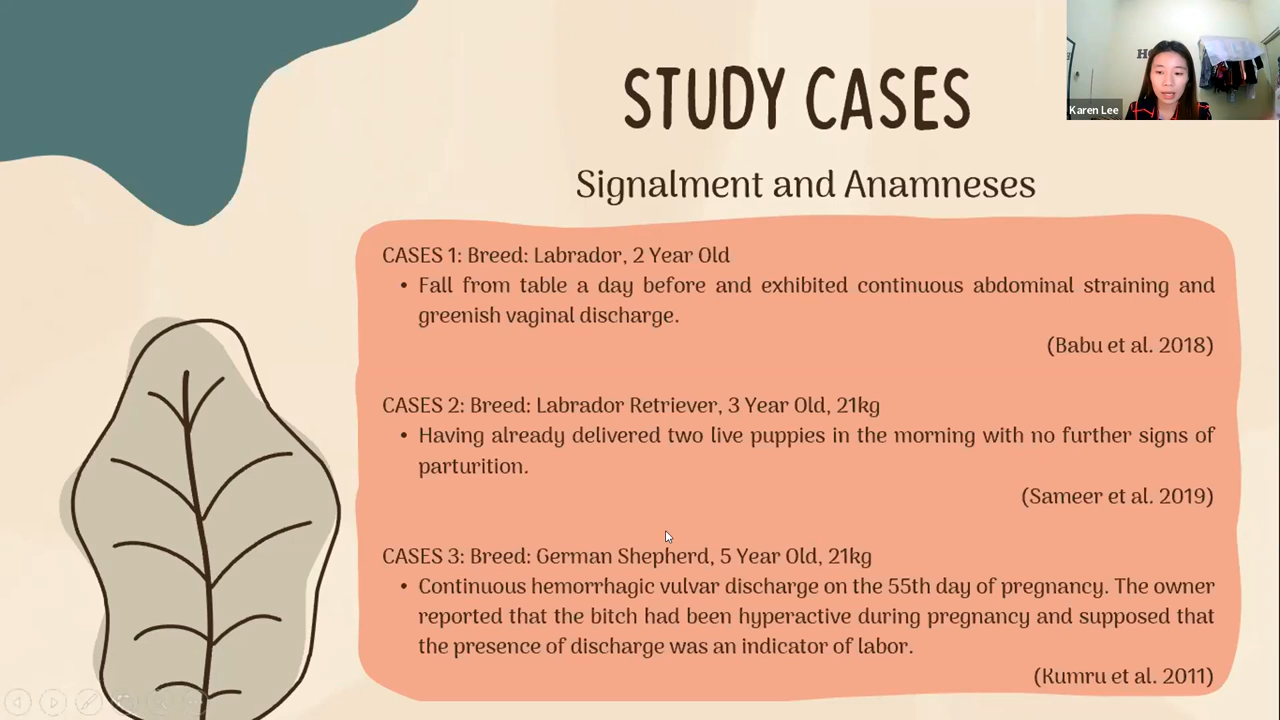 STUDY CASES
Karen Lee
Signalment and Anamneses
CASES 1: Breed: Labrador, 2 Year Old
• Fall from table a day before and exhibited continuous abdominal straining and
greenish vaginal discharge.
(Babu et al. 2018)
CASES 2: Breed: Labrador Retriever, 3 Year Old, 21kg
• Having already delivered two live puppies in the morning with no further signs of
parturition.
(Sameer et al. 2019)
CASES 3: Breed: German Shepherd, 5 Year Old, 21kg
• Continuous hemorrhagic vulvar discharge on the 55th day of pregnancy. The owner
reported that the bitch had been hyperactive during pregnancy and supposed that
the presence of discharge was an indicator of labor.
(Kumru et al. 2011)